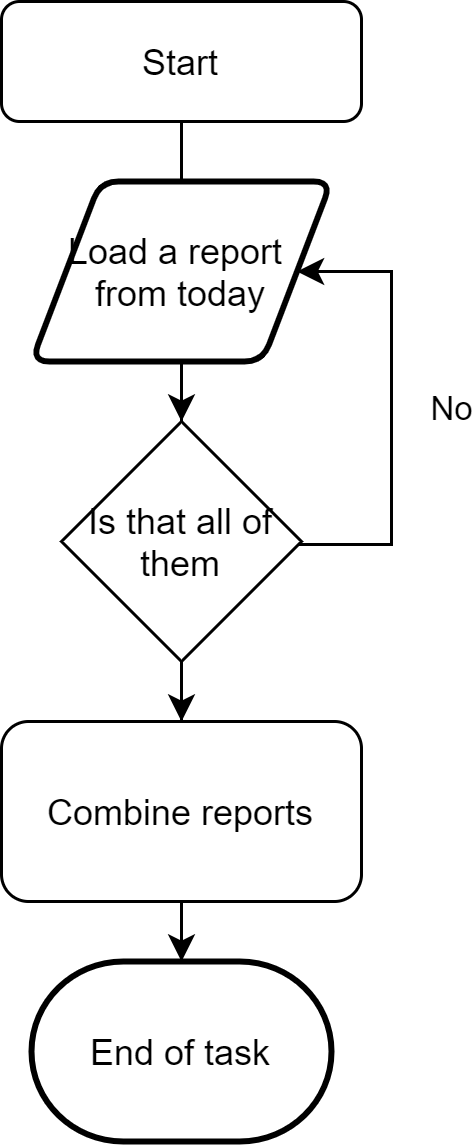 Start
Load a report
from today
No
Is that all of
them
Combine reports
End of task